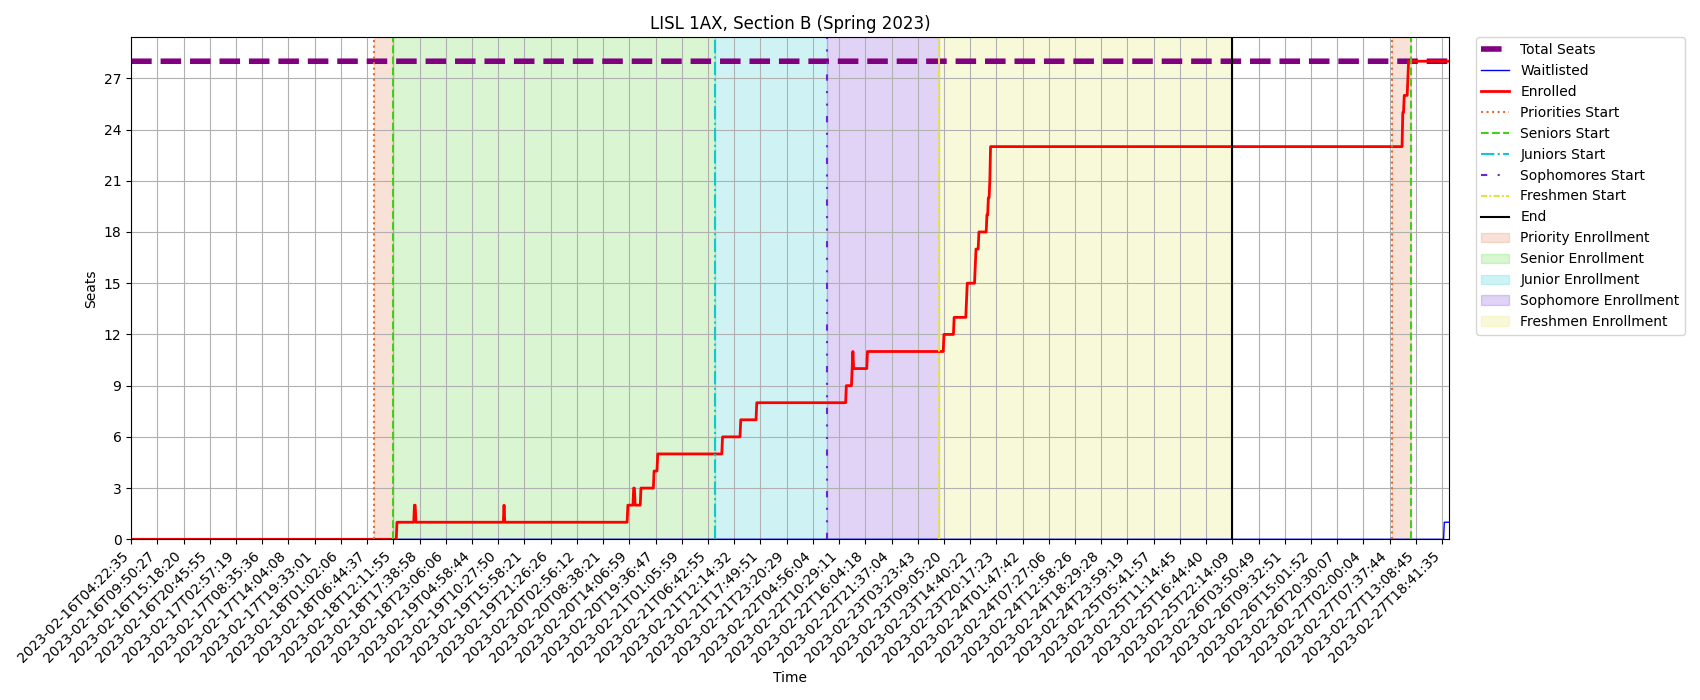 LISL 1AX, Section B (Spring 2023)
Seats
27
24
21
18
15
12
9
6
3
0
2023-02-16T04:22:35
2023-02-16T09:50:27
2023-02-16T15:18:20
2023-02-16T20:45:55
2023-02-17T02:57:19
2023-02-17T08:35:36
2023-02-17T14:04:08
2023-02-17T19:33:01
2023-02-18T01:02:06
2023-02-18T06:44:37
2023-02-18T12:11:55
2023-02-18T17:38:58
2023-02-18T23:06:06
2023-02-19T04:58:44
2023-02-19T10:27:50
2023-02-19T15:58:21
2023-02-19T21:26:26
2023-02-20T02:56:12
2023-02-20T08:38:21
2023-02-20T14:06:59
2023-02-20T19:36:47
2023-02-21T01:05:59
2023-02-21T06:42:55
2023-02-21T12:14:32
2023-02-21T17:49:51
2023-02-21T23:20:29
2023-02-22T04:56:04
2023-02-22T10:29:11
2023-02-22T16:04:18
2023-02-22T21:37:04
2023-02-23T03:23:43
2023-02-23T09:05:20
2023-02-23T14:40:22
2023-02-23T20:17:23
2023-02-24T01:47:42
2023-02-24T07:27:06
2023-02-24T12:58:26
2023-02-24T18:29:28
2023-02-24T23:59:19
2023-02-25T05:41:57
2023-02-25T11:14:45
2023-02-25T16:44:40
2023-02-25T22:14:09
2023-02-26T03:50:49
2023-02-26T09:32:51
2023-02-26T15:01:52
2023-02-26T20:30:07
2023-02-27T02:00:04
2023-02-27T07:37:44
2023-02-27T13:08:45
2023-02-27T18:41:35
Time
Total Seats
Waitlisted
Enrolled
Priorities Start
Seniors Start
Juniors Start
Sophomores Start
Freshmen Start
End
Priority Enrollment
Senior Enrollment
Junior Enrollment
Sophomore Enrollment
Freshmen Enrollment